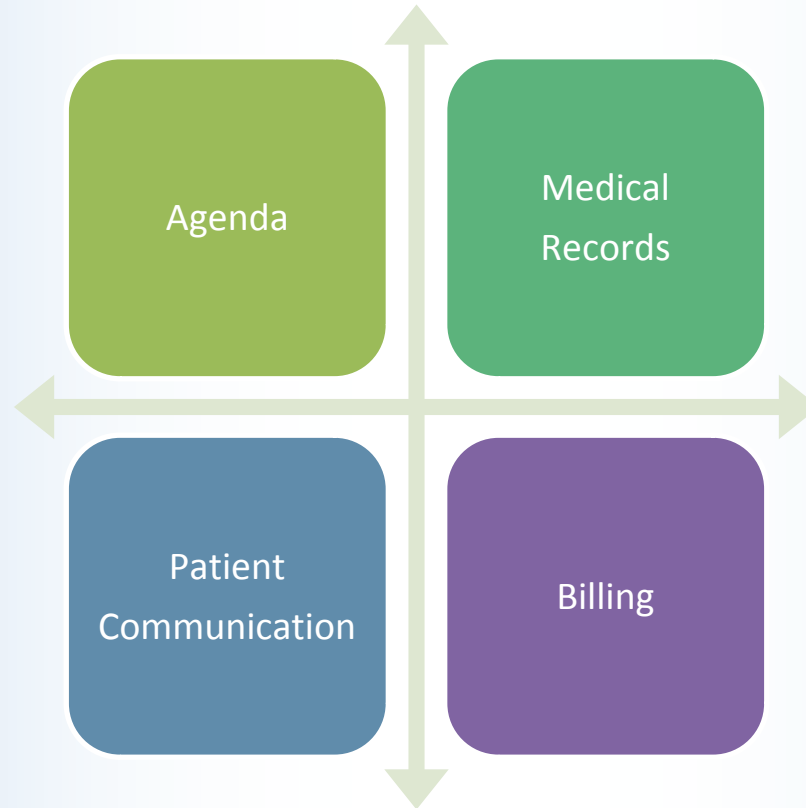 Agenda
Medical
Records
Patient
Communication
Billing